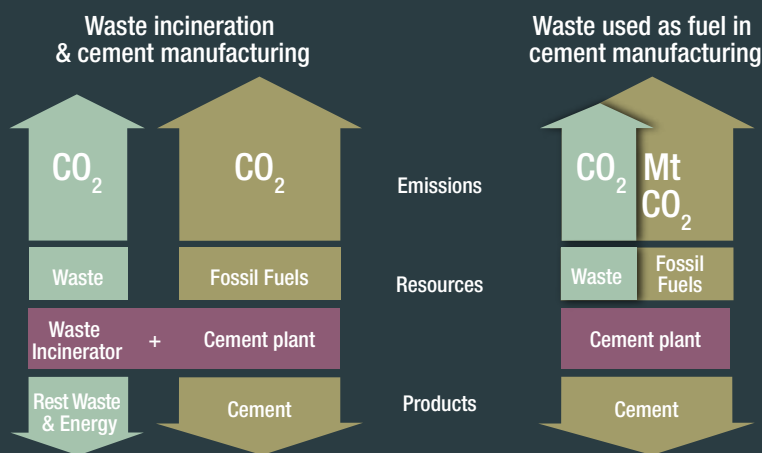 Waste incineration
& cement manufacturing
Waste used as fuel in
cement manufacturing
CO2
CO2
Emissions
CO2
Mt
CO2
Waste
Fossil Fuels
Resources
Waste
Fossil
Fuels
Waste
Incinerator
+
Cement plant
Cement plant
Rest Waste
& Energy
Cement
Products
Cement